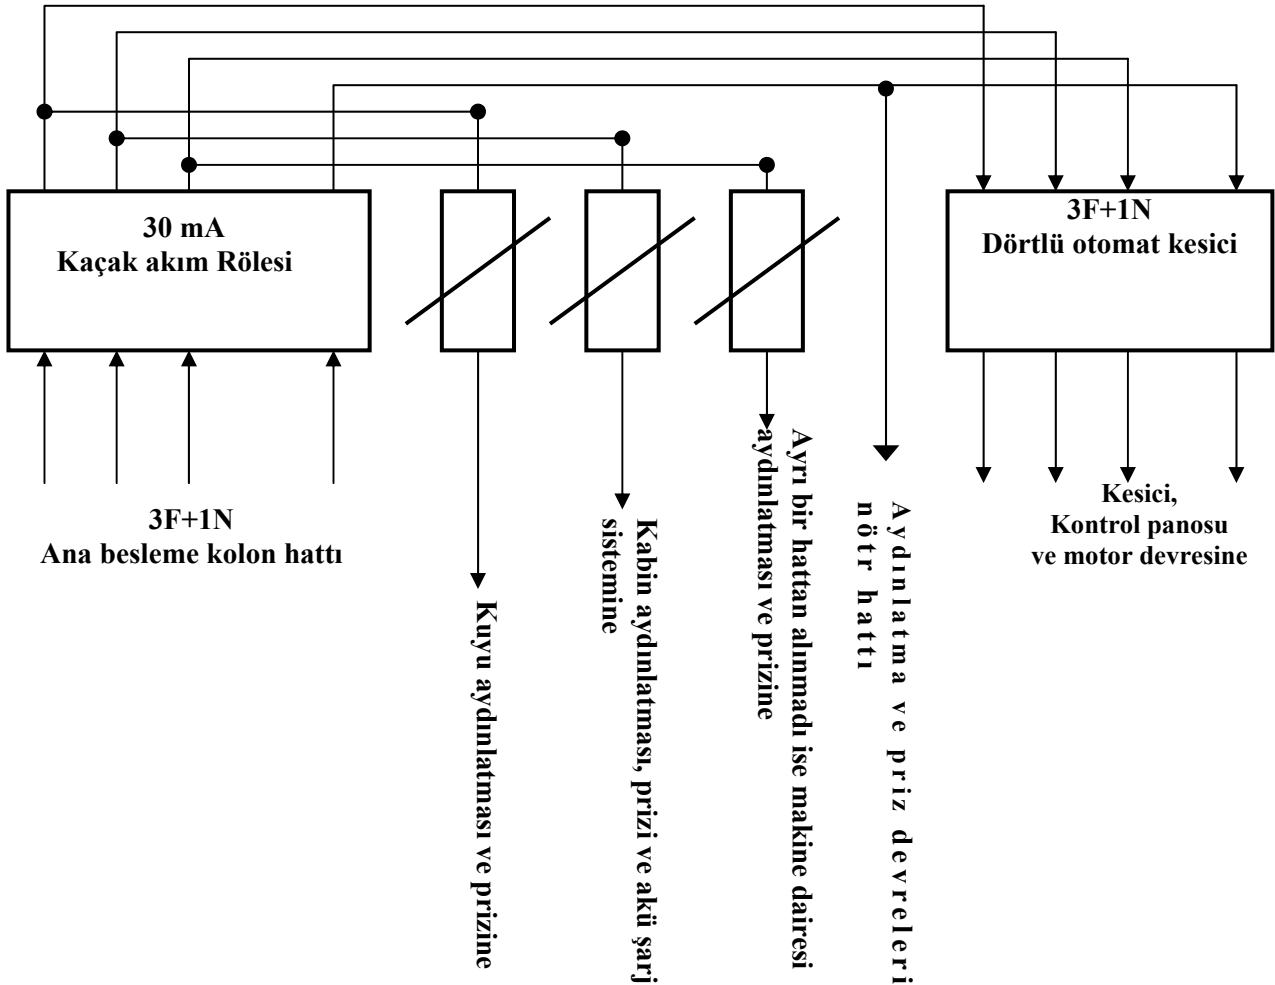 30 mA
Kaçak akım Rölesi
3F+1N
Dörtlü otomat kesici
3F+1N
Ana besleme kolon hattı
Kuyu aydınlatması ve prizine
Kabin aydınlatması, prizi ve akü şarj
sistemine
Ayrı bir hattan alınmadı ise makine dairesi
aydınlatması ve prizine
Aydınlatma ve priz devreleri
nötr hattı
Kesici,
Kontrol panosu
ve motor devresine